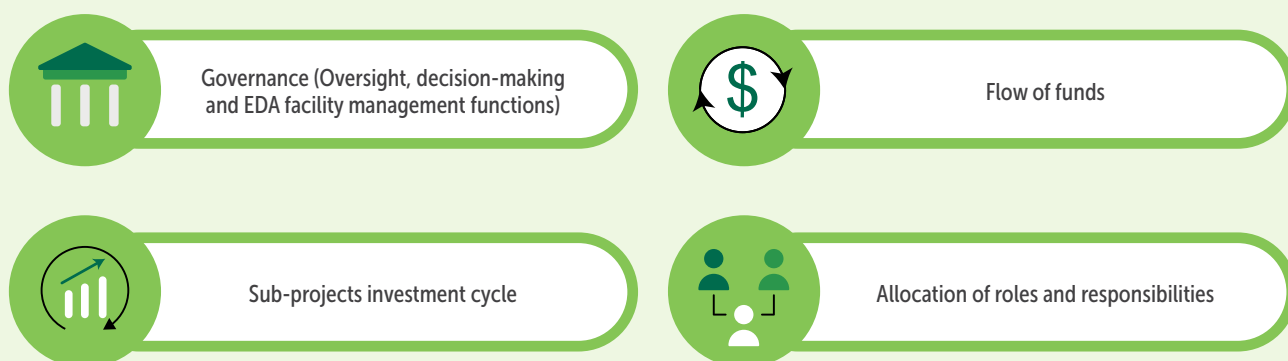 Governance (Oversight, decision-making
and EDA facility management functions)
$
Flow of funds
Sub-projects investment cycle
Allocation of roles and responsibilities